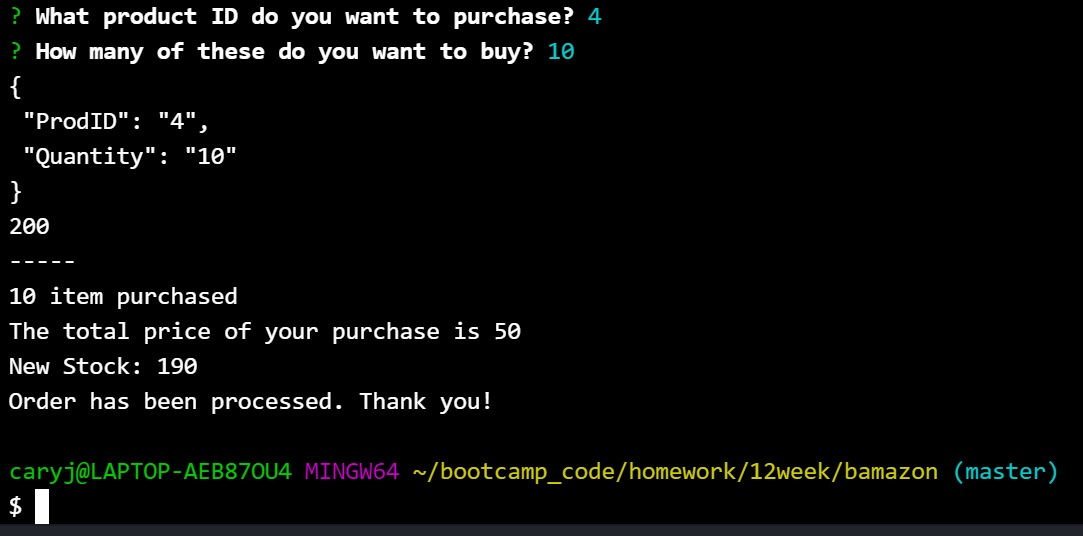 ? What product ID do you want to purchase? 4
? How many of these do you want to buy? 10
{
 "ProdID": "4",
 "Quantity": "10"
}
200
-----
10 item purchased
The total price of your purchase is 50
New Stock: 190
Order has been processed. Thank you!
caryj@LAPTOP-AEB87OU4 MINGW64 ~/bootcamp_code/homework/12week/bamazon (master)
$